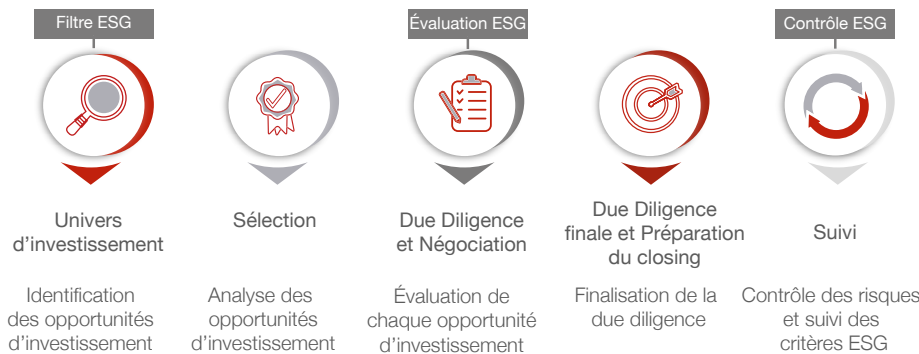 Filtre ESG
Évaluation ESG
Contrôle ESG
Univers
d’investissement
Sélection
Due Diligence
et Négociation
Due Diligence
finale et Préparation
du closing
Suivi
Identification
des opportunités
d’investissement
Analyse des
opportunités
d’investissement
Évaluation de
chaque opportunité
d’investissement
Finalisation de la
due diligence
Contrôle des risques
et suivi des
critères ESG